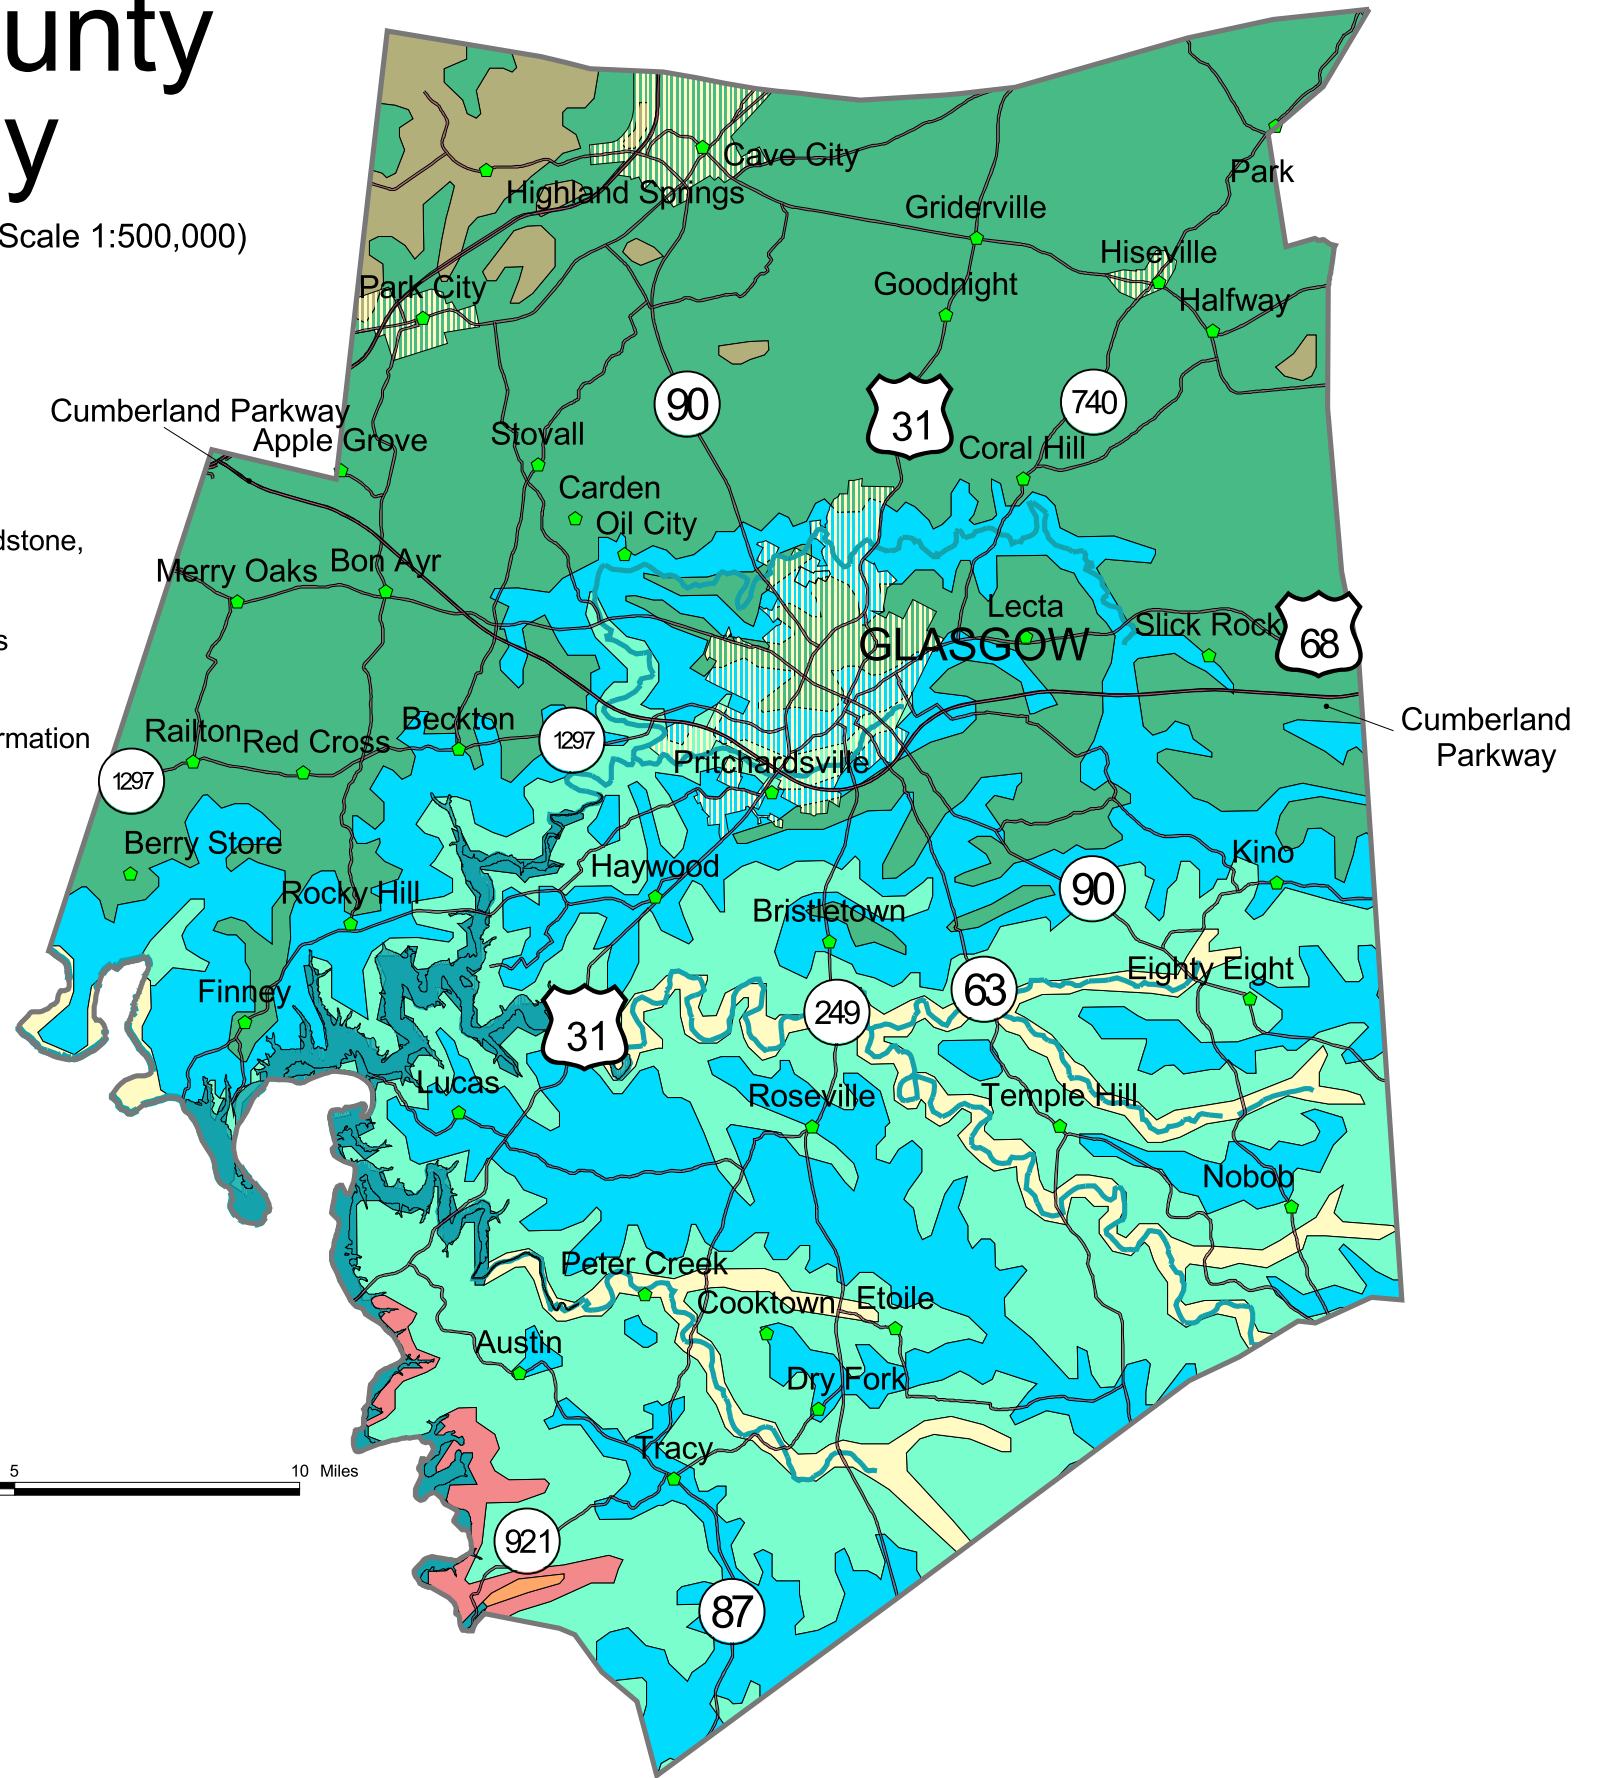 unty
y
Scale 1:500,000)
Cave City
Highland Springs
Park
Griderville
Hiseville
Park City
Goodnight
Halfway
90
31
740
Cumberland Parkway
Apple Grove
Stovall
Coral Hill
Carden
Oil City
dstone,
Merry Oaks
Bon Ayr
Lecta
Slick Rock
68
s
GLASGOW
Beckton
Cumberland
Parkway
rmation
Railton
Red Cross
1297
1297
Pritchardsville
Berry Store
Haywood
Kino
Rocky Hill
90
Bristletown
Finney
Eighty Eight
63
249
31
Lucas
Roseville
Temple Hill
Nobob
Peter Creek
Cooktown
Etoile
Austin
Dry Fork
Tracy
5
10 Miles
921
87